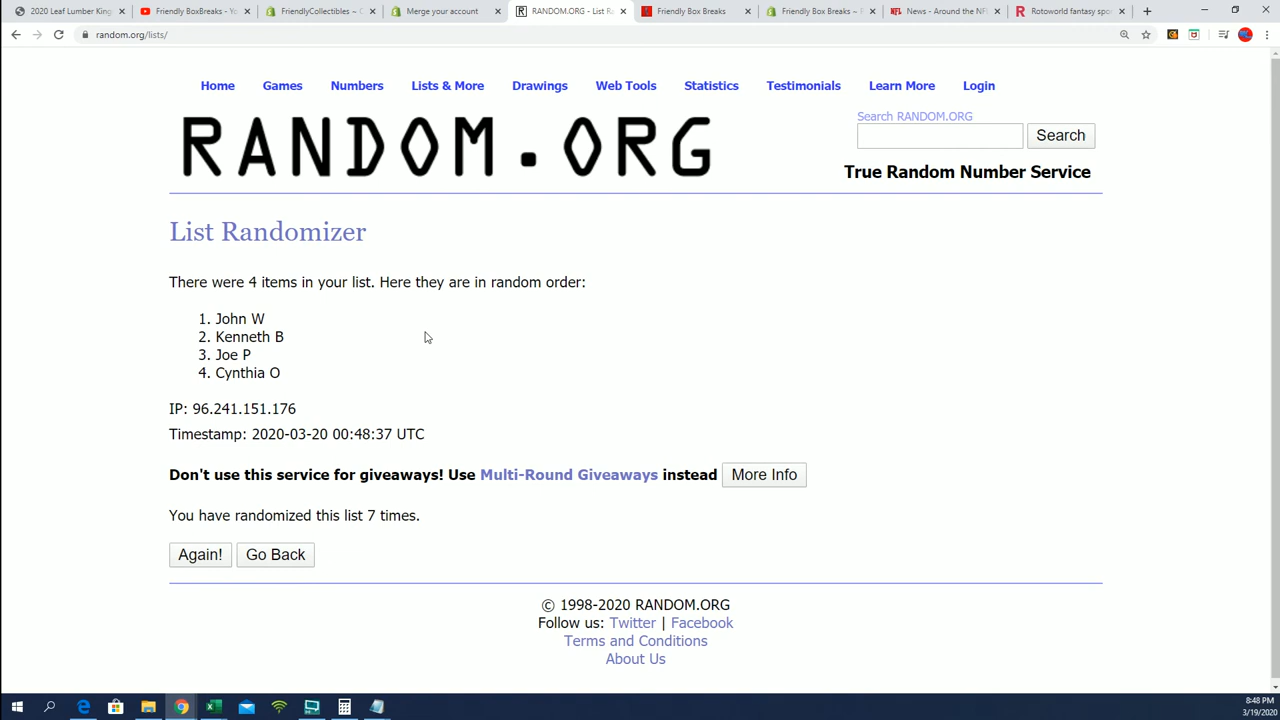 2020 Leaf Lumber King
Friendly BoxBreaks - Yo
FriendlyCollectibles ~ C
Merge your account
RANDOM.ORG - List Ra
Friendly Box Breaks
Friendly Box Breaks ~ P
News - Around the NFL
Rotoworld fantasy spo
random.org/lists/
Home Games Numbers Lists & More Drawings Web Tools Statistics Testimonials Learn More Login
RANDOM.ORG
Search RANDOM.ORG
Search
True Random Number Service
List Randomizer
There were 4 items in your list. Here they are in random order:
1. John W
2. Kenneth B
3. Joe P
4. Cynthia O
IP: 96.241.151.176
Timestamp: 2020-03-20 00:48:37 UTC
Don't use this service for giveaways! Use Multi-Round Giveaways instead More Info
You have randomized this list 7 times.
Again! Go Back
© 1998-2020 RANDOM.ORG
Follow us: Twitter | Facebook
Terms and Conditions
About Us
8:48 PM
3/19/2020